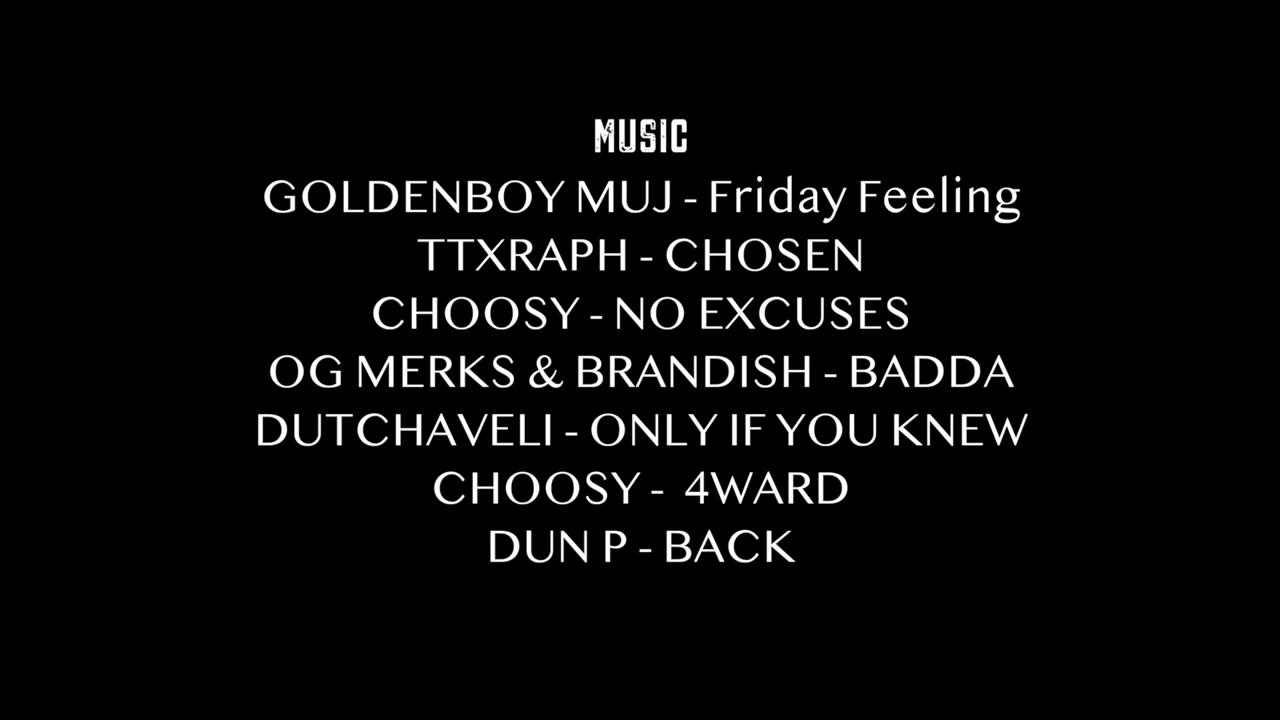 MUSIC
GOLDENBOY MUJ - Friday Feeling
TTXRAPH - CHOSEN
CHOOSY - NO EXCUSES
OG MERKS & BRANDISH - BADDA
DUTCHAVELI - ONLY IF YOU KNEW
CHOOSY - 4WARD
DUN P - BACK